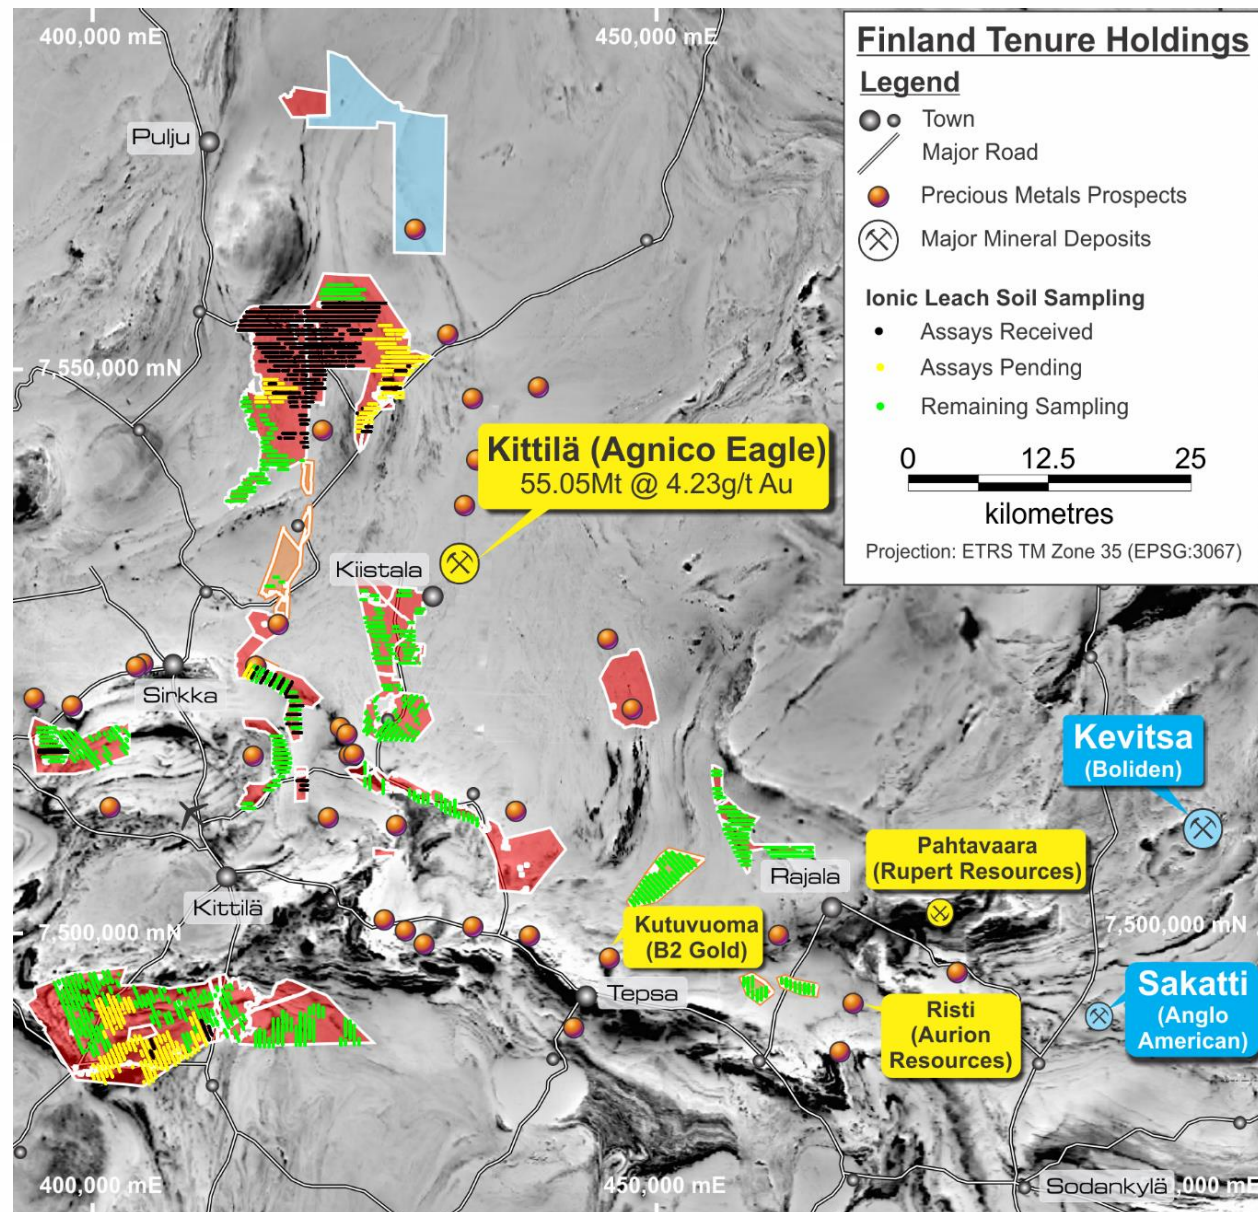 400,000 mE
450,000 mE
Finland Tenure Holdings
Legend
Town
Major Road
Precious Metals Prospects
Major Mineral Deposits
Ionic Leach Soil Sampling
Assays Received
Assays Pending
Remaining Sampling
0 12.5 25
kilometres
Projection: ETRS TM Zone 35 (EPSG:3067)
Pulju
7,550,000 mN
Kittilä (Agnico Eagle)
55.05Mt @ 4.23g/t Au
Kiistala
Sirkka
Kevitsa
(Boliden)
Pahtavaara
(Rupert Resources)
Rajala
Kittilä
7,500,000 mN
7,500,000 mN
Kutuvuoma
(B2 Gold)
Tepsa
Sakatti
(Anglo
American)
Risti
(Aurion
Resources)
400,000 mE
450,000 mE
Sodankylä
,000 mE